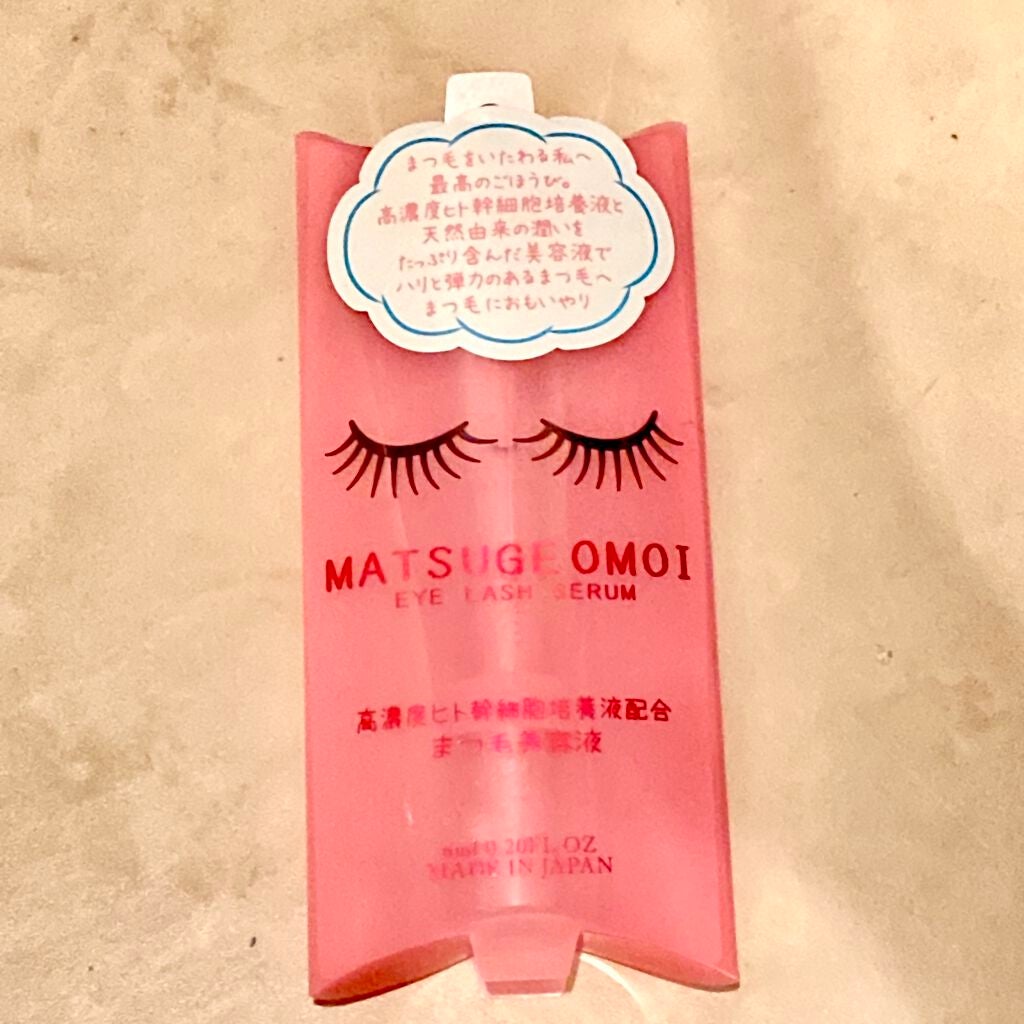 まつ毛をいたわる私へ
最高のごほうび。
高濃度ヒト幹細胞培養液と
天然由来の潤いを
たっぷり含んだ美容液で
ハリと弾力のあるまつ毛へ
まつ毛におもいやり
MATSUGE OMOI
EYE LASH SERUM
高濃度ヒト幹細胞培養液配合
まつ毛美容液
6ml 0.20FL OZ
MADE IN JAPAN